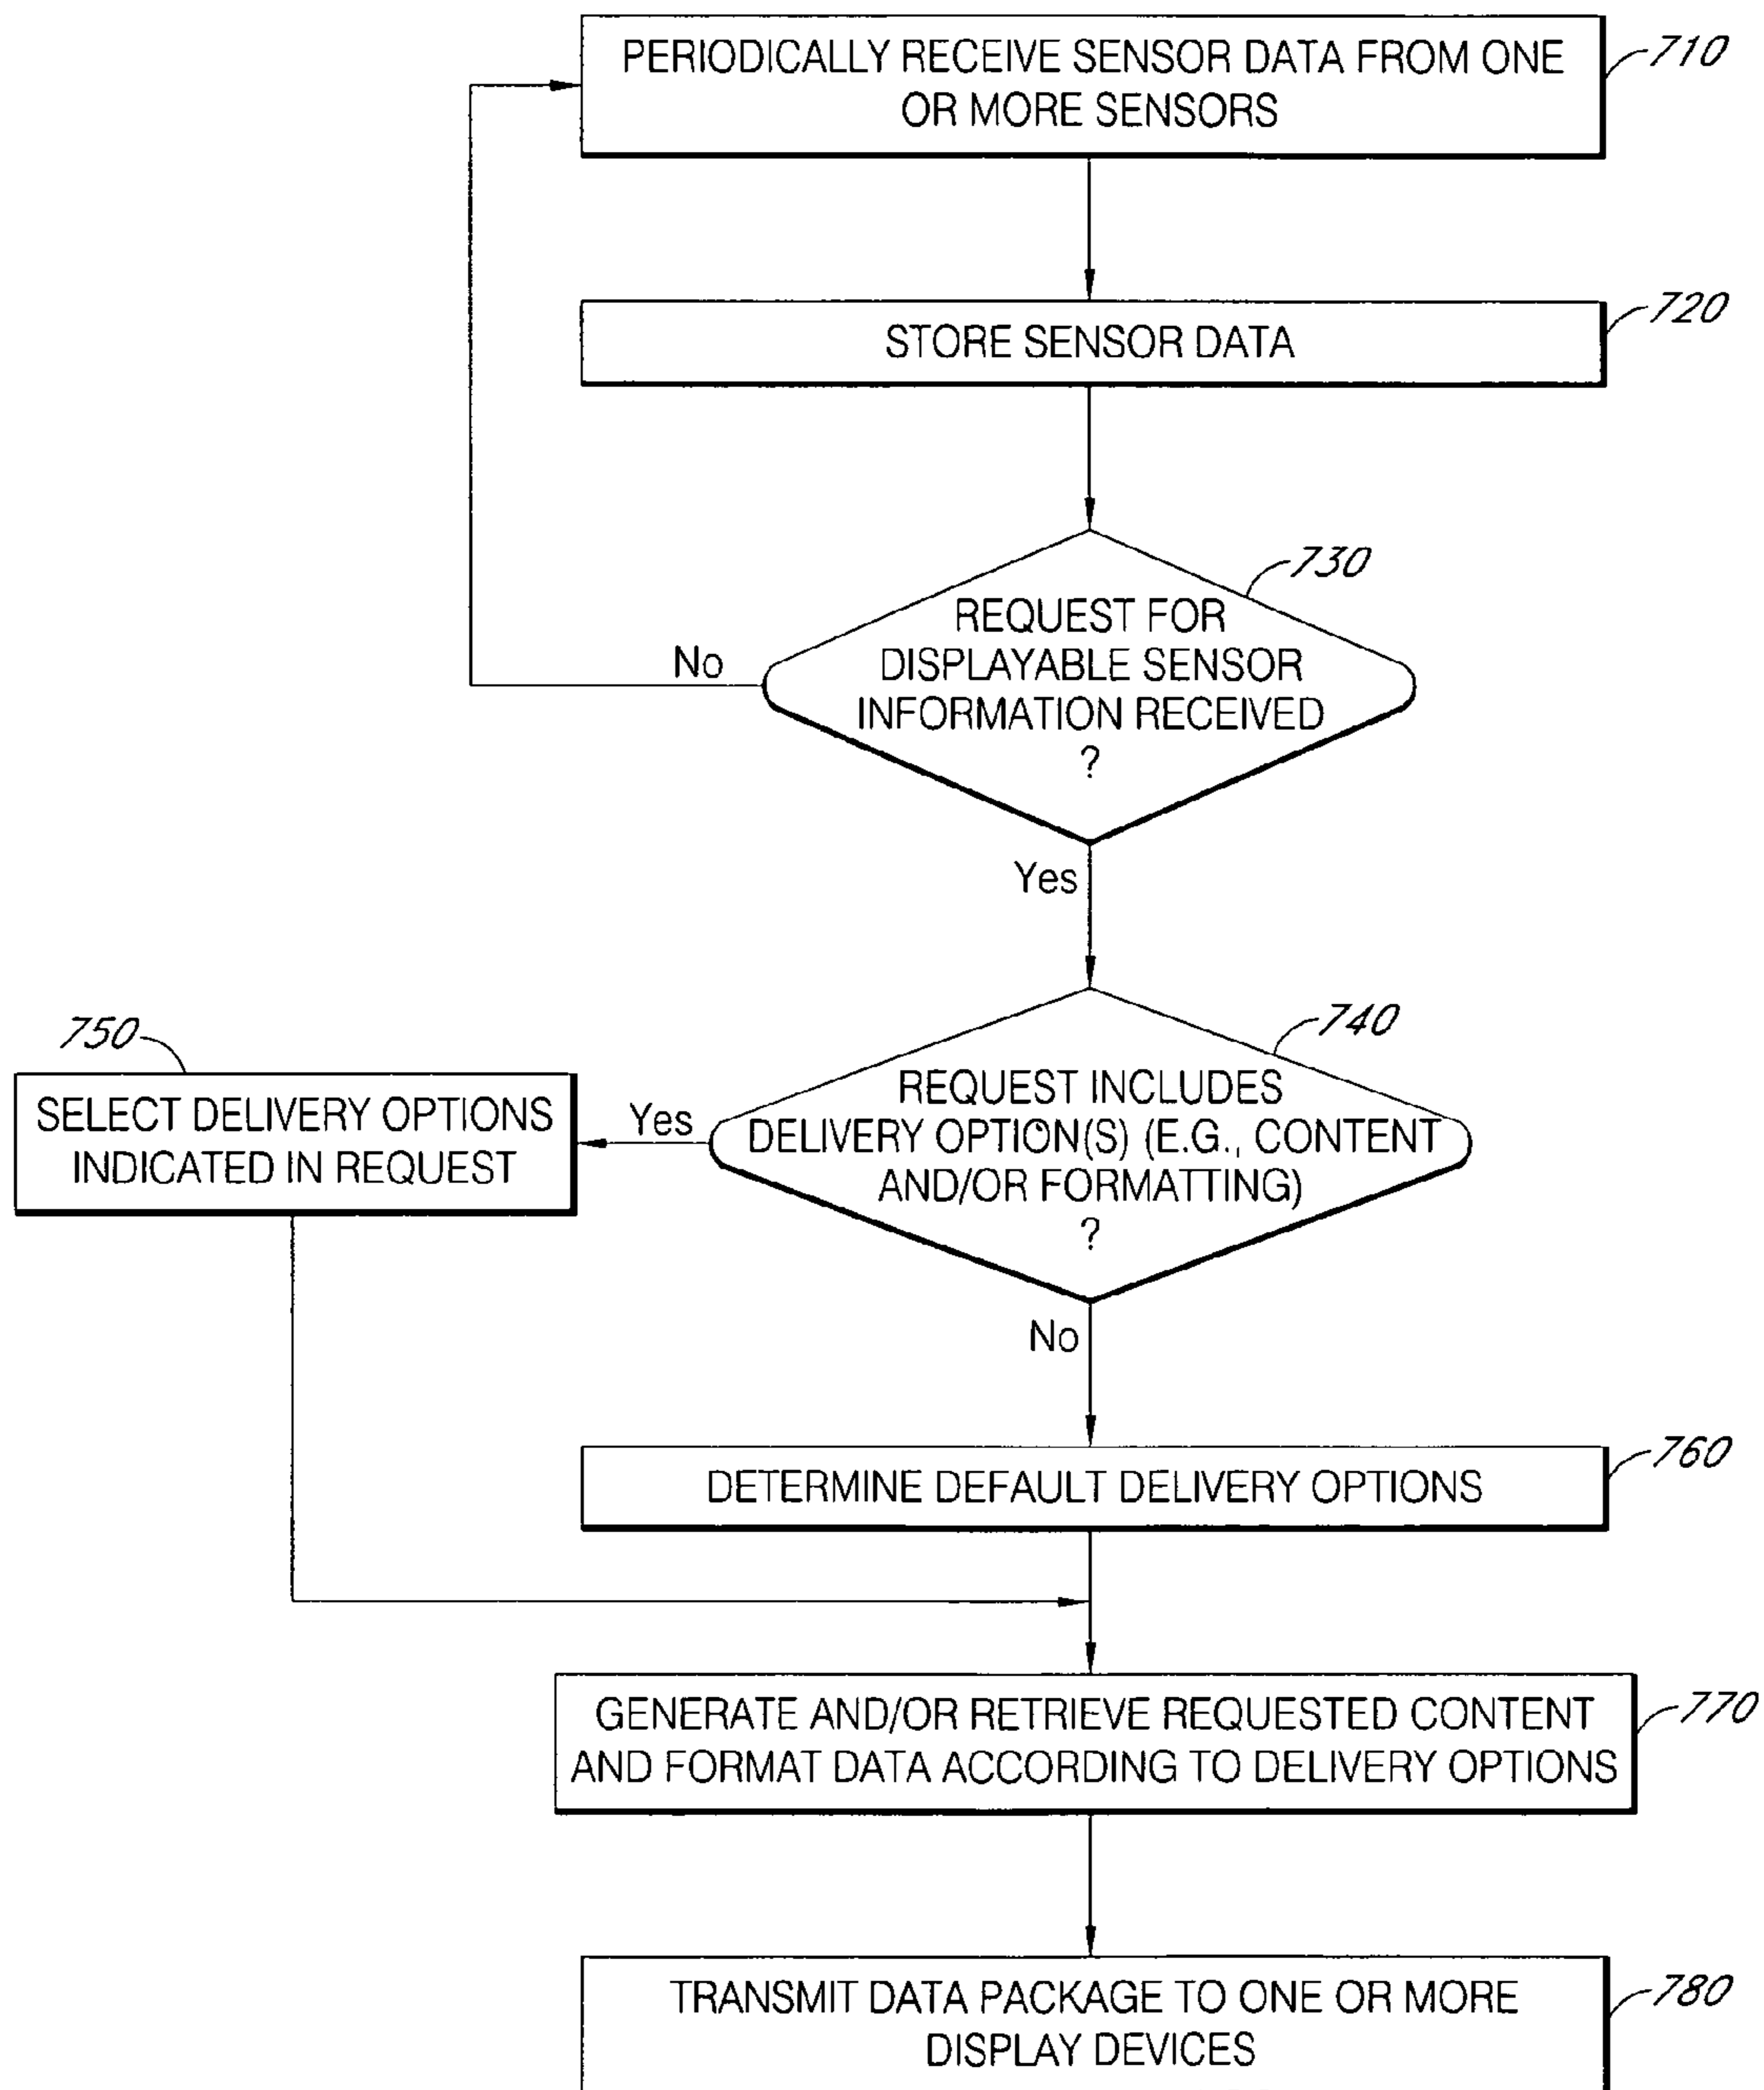 PERIODICALLY RECEIVE SENSOR DATA FROM ONE
OR MORE SENSORS
710
STORE SENSOR DATA
720
REQUEST FOR
DISPLAYABLE SENSOR
INFORMATION RECEIVED
?
730
No
Yes
740
REQUEST INCLUDES
DELIVERY OPTION(S) (E.G., CONTENT
AND/OR FORMATTING)
?
Yes
750
SELECT DELIVERY OPTIONS
INDICATED IN REQUEST
No
DETERMINE DEFAULT DELIVERY OPTIONS
760
GENERATE AND/OR RETRIEVE REQUESTED CONTENT
AND FORMAT DATA ACCORDING TO DELIVERY OPTIONS
770
TRANSMIT DATA PACKAGE TO ONE OR MORE
DISPLAY DEVICES
780